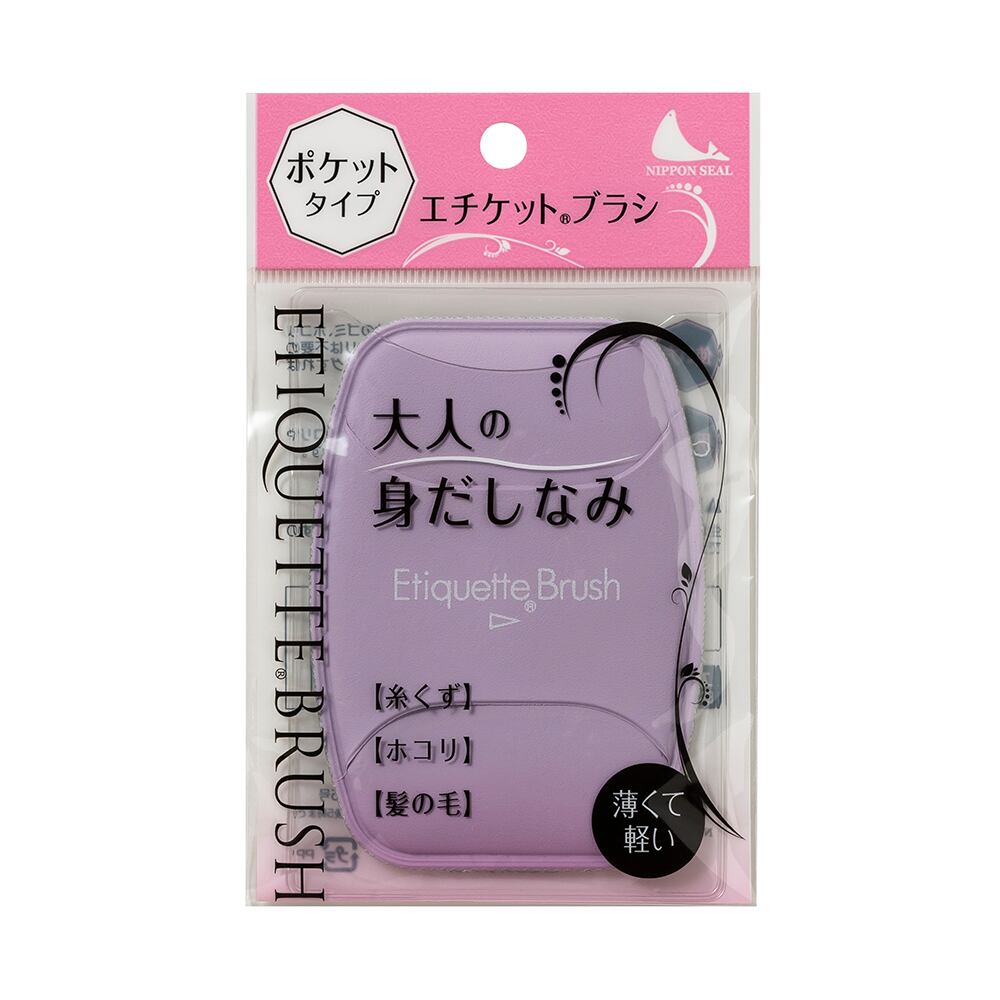 ポケット
タイプ
NIPPON SEAL
エチケット®ブラシ
ETIQUETTE®BRUSH
大人の
身だしなみ
Etiquette Brush
®
【糸くず】
【ホコリ】
【髪の毛】
薄くて
軽い